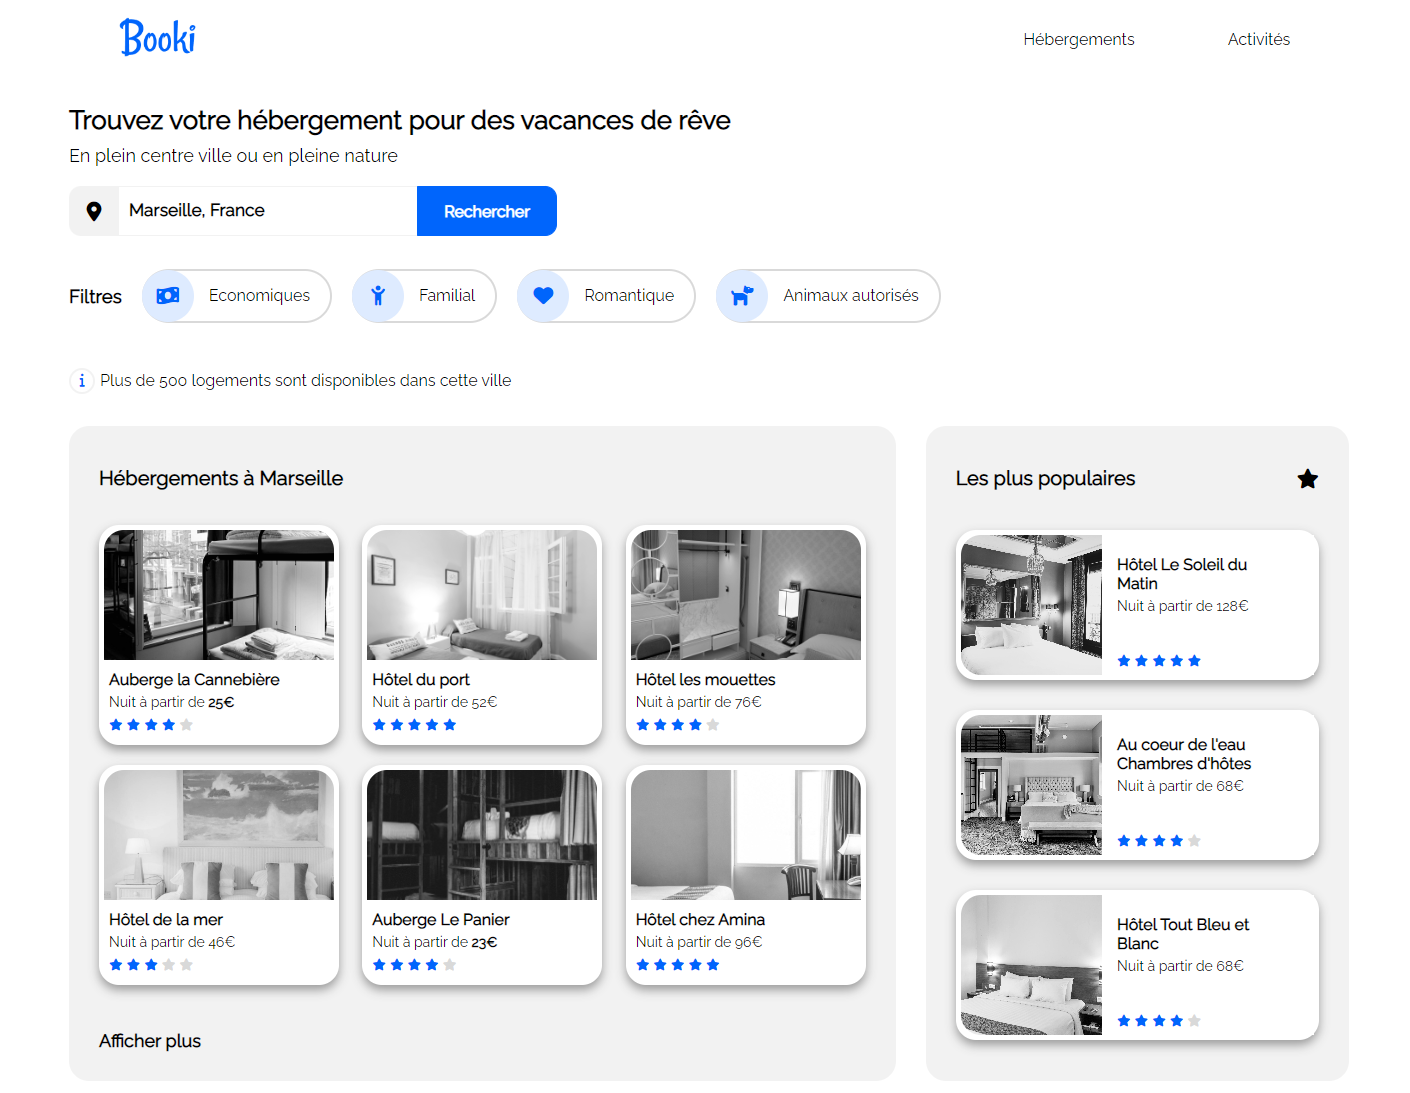 Booki
Hébergements
Activités
Trouvez votre hébergement pour des vacances de rêve
En plein centre ville ou en pleine nature
Marseille, France
Rechercher
Filtres
Economiques
Familial
Romantique
Animaux autorisés
Plus de 500 logements sont disponibles dans cette ville
Hébergements à Marseille
Auberge la Cannebière
Nuit à partir de 25€
Hôtel du port
Nuit à partir de 52€
Hôtel les mouettes
Nuit à partir de 76€
Hôtel de la mer
Nuit à partir de 46€
Auberge Le Panier
Nuit à partir de 23€
Hôtel chez Amina
Nuit à partir de 96€
Afficher plus
Les plus populaires
Hôtel Le Soleil du
Matin
Nuit à partir de 128€
Au coeur de l'eau
Chambres d'hôtes
Nuit à partir de 68€
Hôtel Tout Bleu et
Blanc
Nuit à partir de 68€